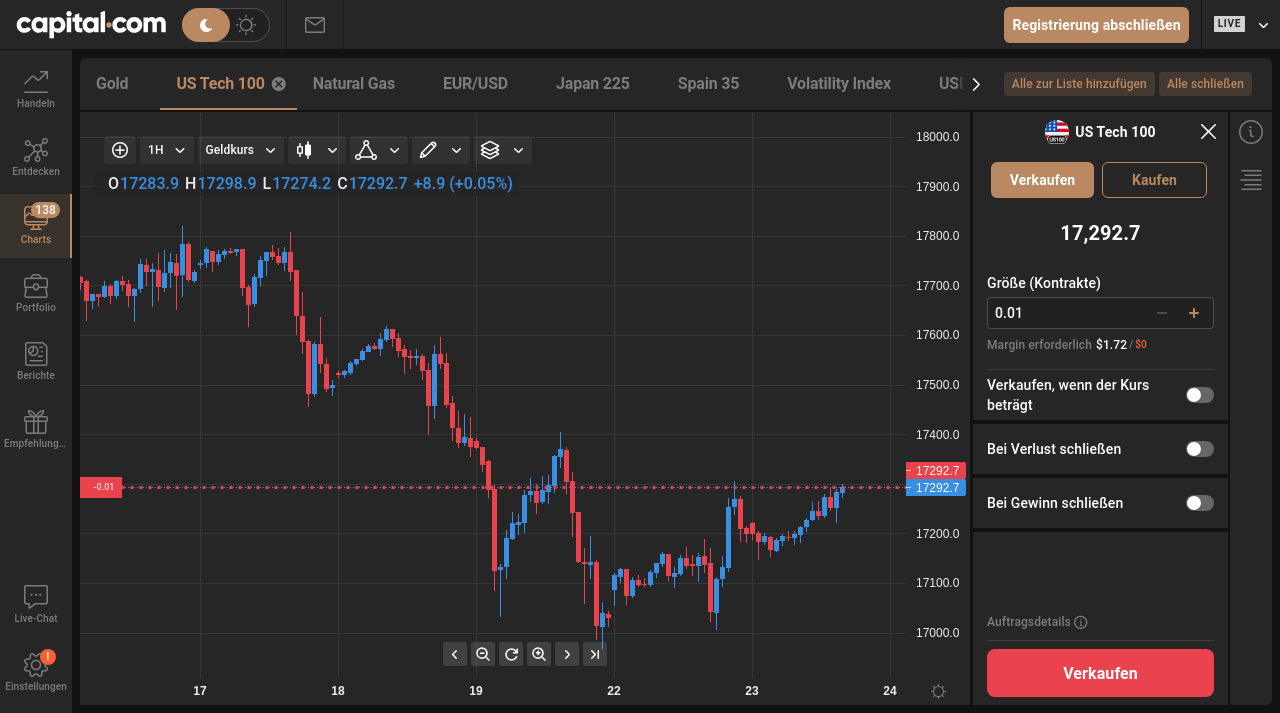 capital.com
Registrierung abschließen
LIVE
Handeln
Entdecken
138
Charts
Portfolio
Berichte
Empfehlung...
Live-Chat
!
Einstellungen
Gold
US Tech 100
Natural Gas
EUR/USD
Japan 225
Spain 35
Volatility Index
Alle zur Liste hinzufügen
Alle schließen
1H
Geldkurs
O17283.9 H17298.9 L17274.2 C17292.7 +8.9 (+0.05%)
18000.0
17900.0
17800.0
17700.0
17600.0
17500.0
17400.0
17292.7
17292.7
17200.0
17100.0
17000.0
-0.01
17
18
19
22
23
24
US100
US Tech 100
Verkaufen
Kaufen
17,292.7
Größe (Kontrakte)
0.01
Margin erforderlich $1.72 / $0
Verkaufen, wenn der Kurs
beträgt
Bei Verlust schließen
Bei Gewinn schließen
Auftragsdetails
Verkaufen